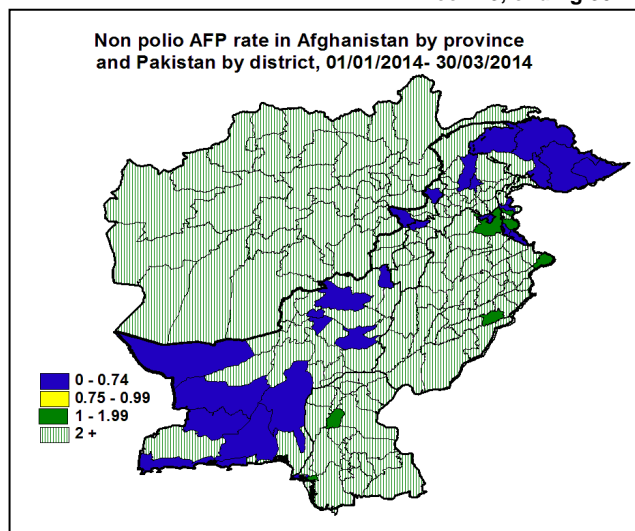 Non polio AFP rate in Afghanistan by province
and Pakistan by district, 01/01/2014- 30/03/2014
0 - 0.74
0.75 - 0.99
1 - 1.99
2 +